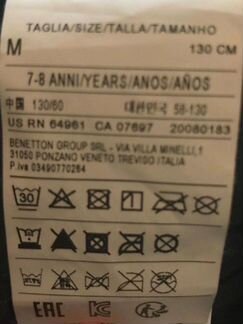 TAGLIA/SIZE/TALLA/TAMANHO
M 130 CM
7-8 ANNI/YEARS/ANOS/AÑOS
中国 130/60 대한민국 58-130
US RN 64961 CA 07697 20080183
BENETTON GROUP SRL - VIA VILLA MINELLI,1
31050 PONZANO VENETO TREVISO ITALIA
P.iva 03490770264
30
EAC